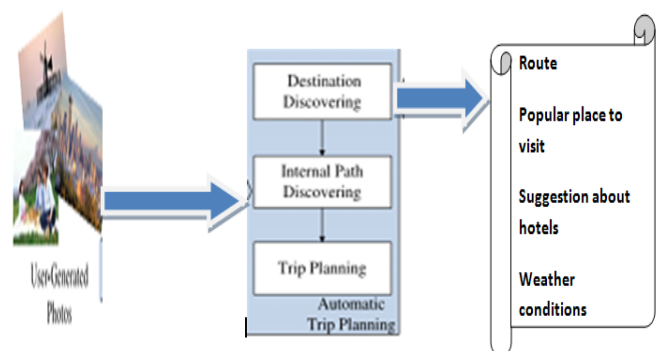 User-Generated
Photos
Destination
Discovering
Internal Path
Discovering
Trip Planning
Automatic
Trip Planning
Route
Popular place to
visit
Suggestion about
hotels
Weather
conditions